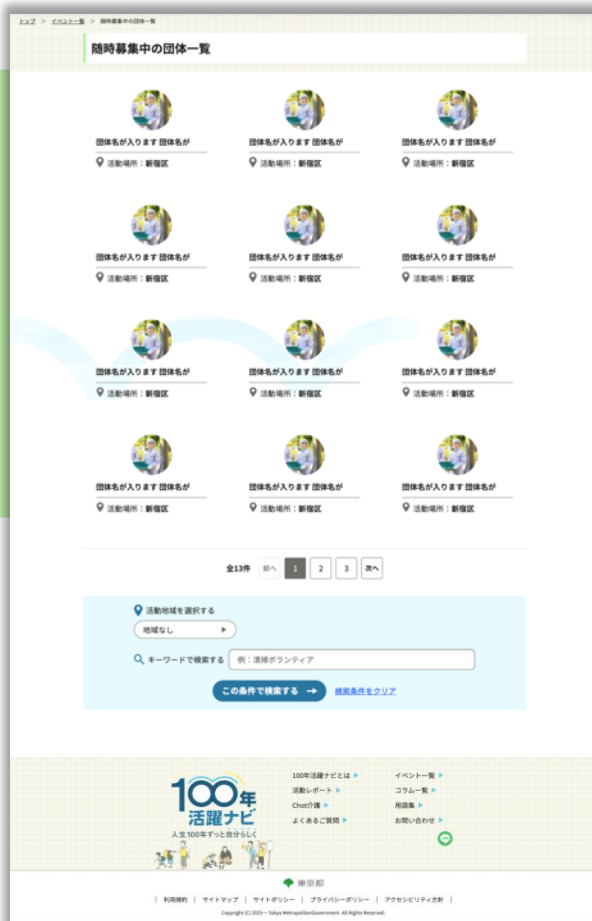 トップ > イベント一覧 > 随時募集中の団体一覧
随時募集中の団体一覧
団体名が入ります 団体名が 団体名が入ります 団体名が 団体名が入ります 団体名が
活動場所：新宿区 活動場所：新宿区 活動場所：新宿区
団体名が入ります 団体名が 団体名が入ります 団体名が 団体名が入ります 団体名が
活動場所：新宿区 活動場所：新宿区 活動場所：新宿区
団体名が入ります 団体名が 団体名が入ります 団体名が 団体名が入ります 団体名が
活動場所：新宿区 活動場所：新宿区 活動場所：新宿区
団体名が入ります 団体名が 団体名が入ります 団体名が 団体名が入ります 団体名が
活動場所：新宿区 活動場所：新宿区 活動場所：新宿区
全13件 前へ 1 2 3 次へ
活動地域を選択する
地域なし
キーワードで検索する 例：清掃ボランティア
この条件で検索する → 検索条件をクリア
100年
活躍ナビ
人生100年ずっと自分らしく
100年活躍ナビとは イベント一覧
活動レポート コラム一覧
Chat介護 用語集
よくあるご質問 お問い合わせ
東京都
| 利用規約 | サイトマップ | サイトポリシー | プライバシーポリシー | アクセシビリティ方針 |
Copyright (C) 2023～ Tokyo MetropolitanGovernment. All Rights Reserved.